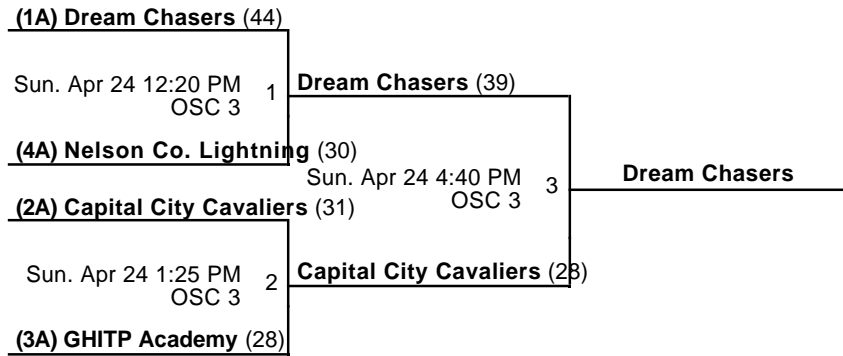 (1A) Dream Chasers (44)
Sun. Apr 24 12:20 PM
OSC 3
1
Dream Chasers (39)
(4A) Nelson Co. Lightning (30)
Sun. Apr 24 4:40 PM
OSC 3
3
Dream Chasers
(2A) Capital City Cavaliers (31)
Sun. Apr 24 1:25 PM
OSC 3
2
Capital City Cavaliers (28)
(3A) GHITP Academy (28)